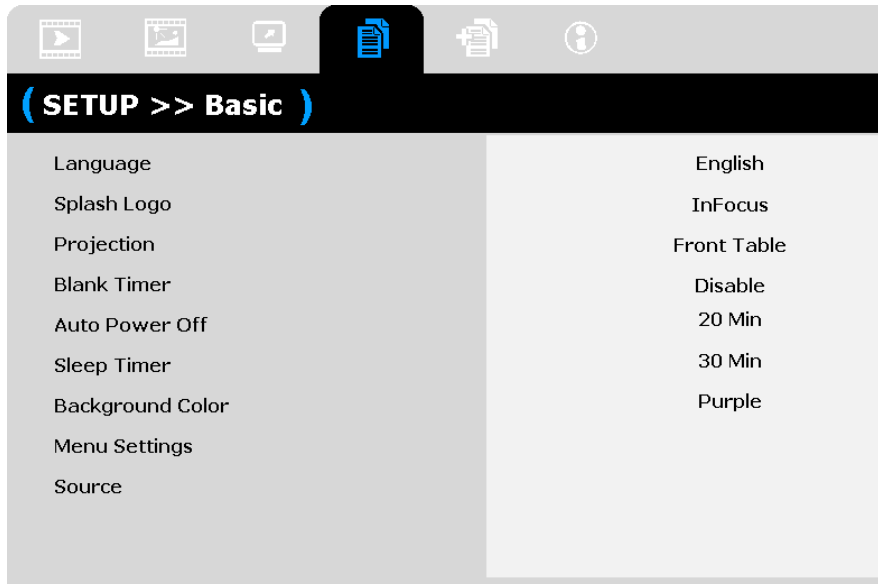 ( SETUP >> Basic )
Language English
Splash Logo InFocus
Projection Front Table
Blank Timer Disable
Auto Power Off 20 Min
Sleep Timer 30 Min
Background Color Purple
Menu Settings
Source